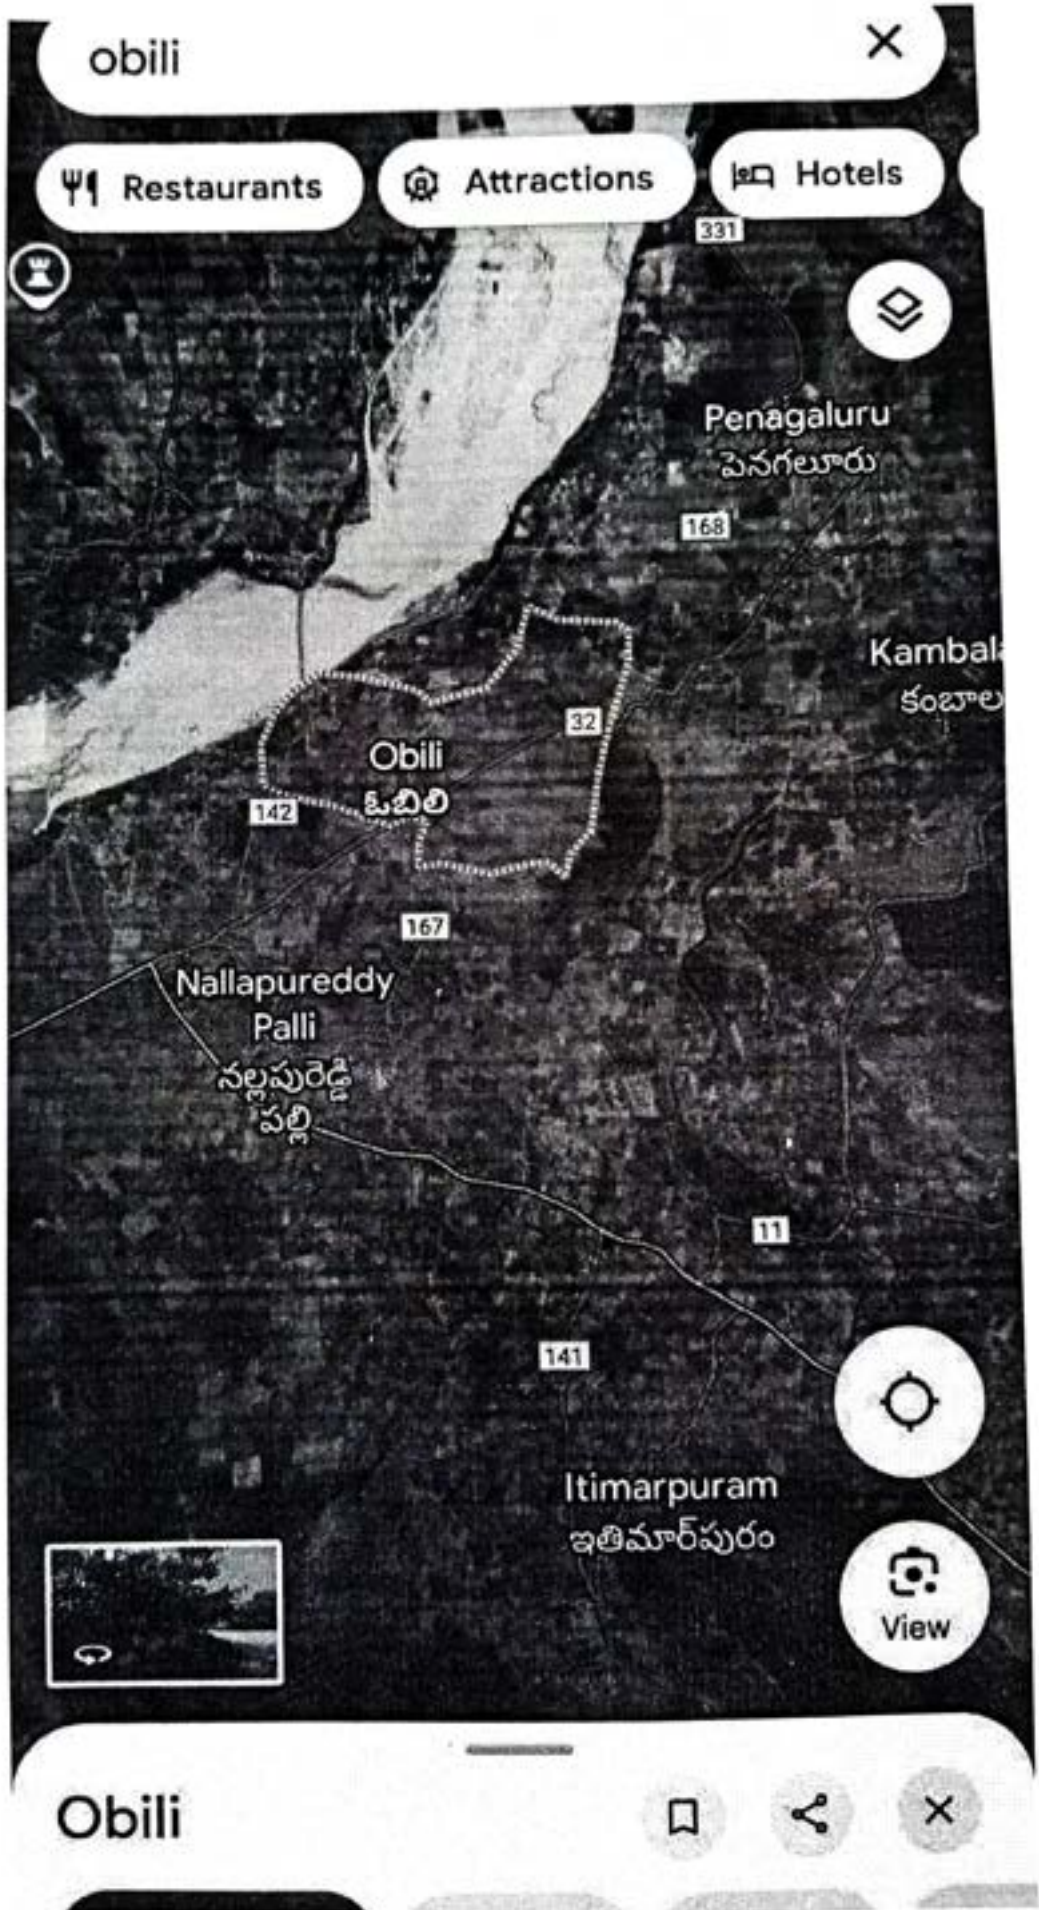 obili
Restaurants
Attractions
Hotels
331
Penagaluru
పెనగలూరు
168
Kambala
కంబాల
32
Obili
ఓబిలి
142
167
Nallapureddy
Palli
నల్లపురెడ్డి
పల్లి
11
141
Itimarpuram
ఇతిమార్‌పురం
View
Obili